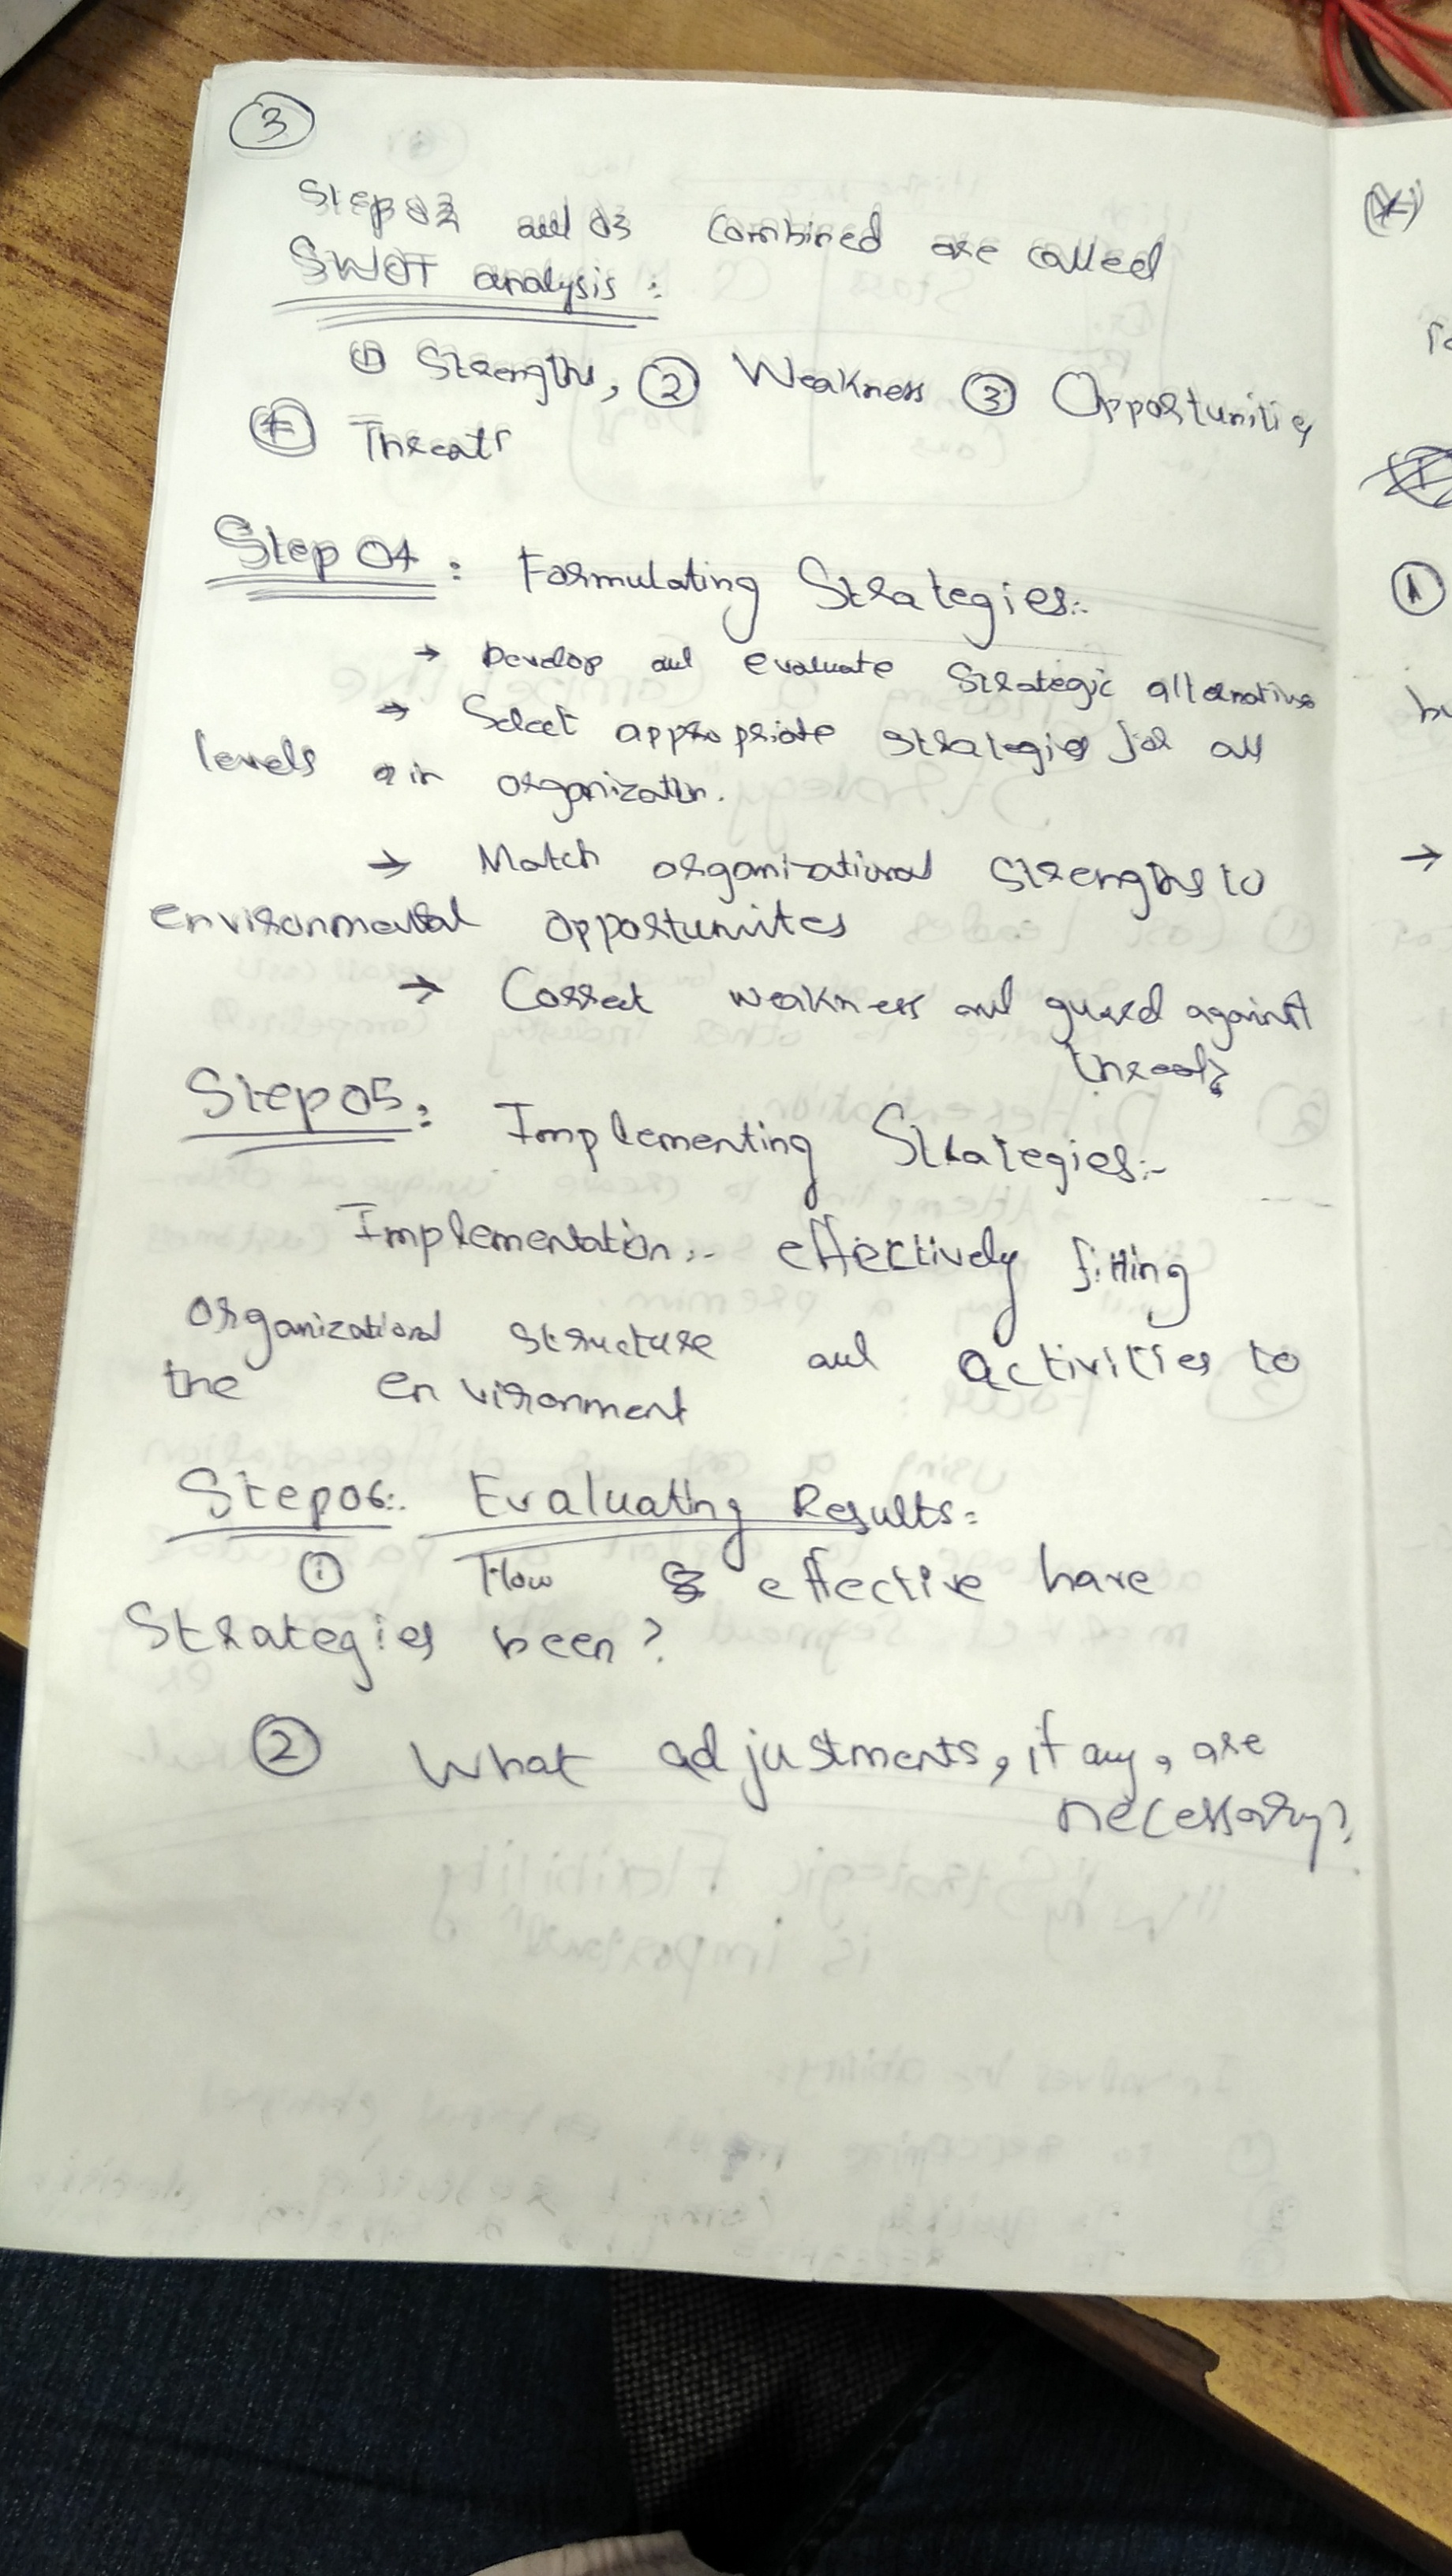 3
Step 02 and 03 combined are called
SWOT analysis :
① Strengths, ② Weakness ③ Opportunities
④ Threats
Step 04 : Formulating Strategies:-
→ Develop and evaluate strategic alternatives
→ Select appropriate strategies for all
levels in organization.
→ Match organizational strengths to
environmental opportunites
→ Correct weakness and guard against
threats
Step 05 : Implementing Strategies:-
Implementation:- effectively fitting
organizational structure and activities to
the environment
Step 06:- Evaluating Results:
① How effective have
Strategies been?
② What adjustments, if any, are
necessary?